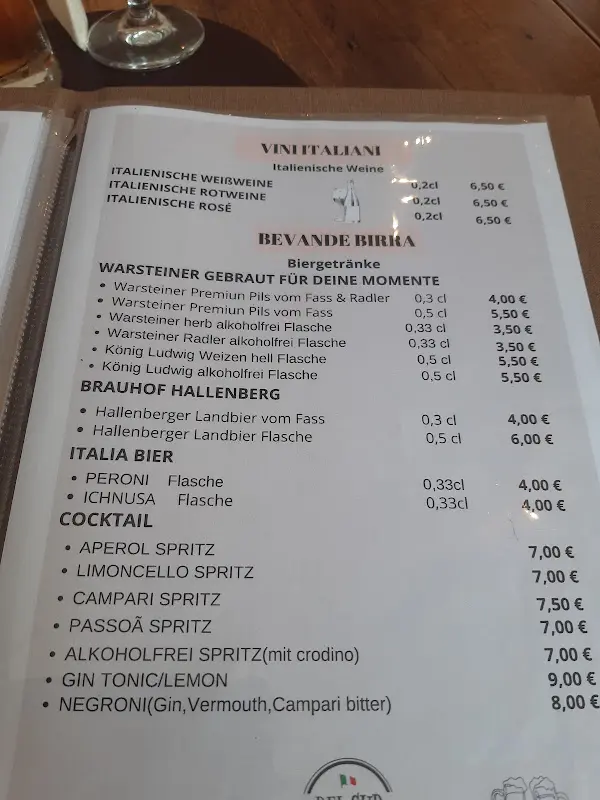 VINI ITALIANI
Italienische Weine
ITALIENISCHE WEIßWEINE 0,2cl 6,50 €
ITALIENISCHE ROTWEINE 0,2cl 6,50 €
ITALIENISCHE ROSÉ 0,2cl 6,50 €
BEVANDE BIRRA
Biergetränke
WARSTEINER GEBRAUT FÜR DEINE MOMENTE
• Warsteiner Premiun Pils vom Fass & Radler 0,3 cl 4,00 €
• Warsteiner Premiun Pils vom Fass 0,5 cl 5,50 €
• Warsteiner herb alkoholfrei Flasche 0,33 cl 3,50 €
• Warsteiner Radler alkoholfrei Flasche 0,33 cl 3,50 €
• König Ludwig Weizen hell Flasche 0,5 cl 5,50 €
• König Ludwig alkoholfrei Flasche 0,5 cl 5,50 €
BRAUHOF HALLENBERG
• Hallenberger Landbier vom Fass 0,3 cl 4,00 €
• Hallenberger Landbier Flasche 0,5 cl 6,00 €
ITALIA BIER
• PERONI Flasche 0,33cl 4,00 €
• ICHNUSA Flasche 0,33cl 4,00 €
COCKTAIL
• APEROL SPRITZ 7,00 €
• LIMONCELLO SPRITZ 7,00 €
• CAMPARI SPRITZ 7,50 €
• PASSOÃ SPRITZ 7,00 €
• ALKOHOLFREI SPRITZ(mit crodino) 7,00 €
• GIN TONIC/LEMON 9,00 €
• NEGRONI(Gin,Vermouth,Campari bitter) 8,00 €